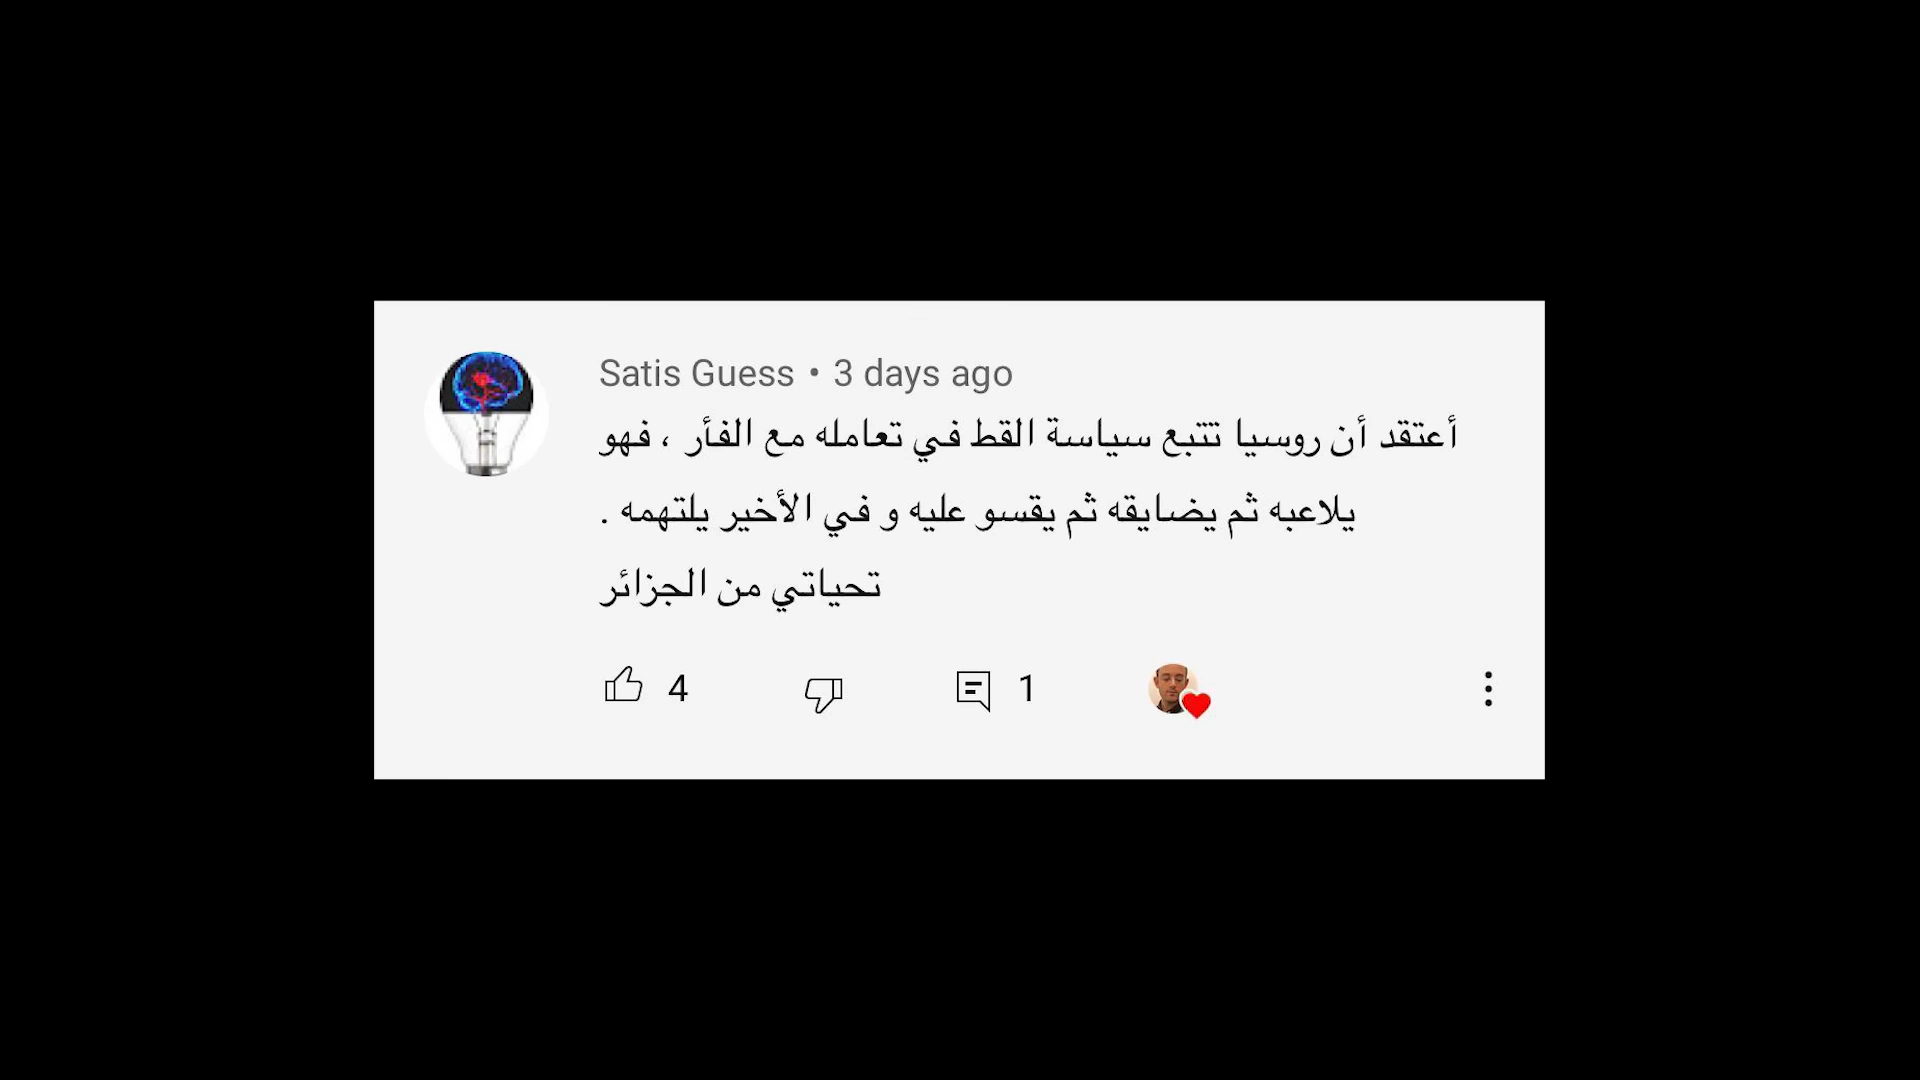 Satis Guess • 3 days ago
أعتقد أن روسيا تتبع سياسة القط في تعامله مع الفأر ، فهو
يلاعبه ثم يضايقه ثم يقسو عليه و في الأخير يلتهمه .
تحياتي من الجزائر
4 1